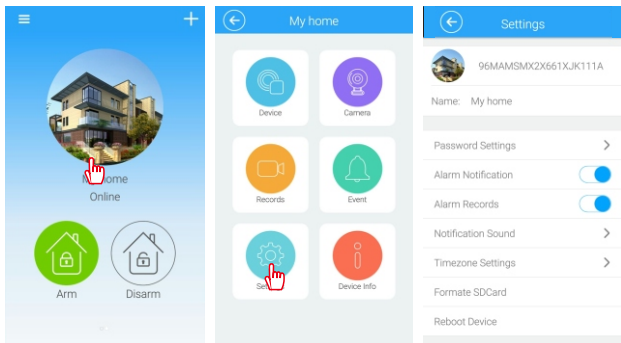 My home
Online
Arm
Disarm
My home
Device
Camera
Records
Event
Device Info
Settings
96MAMSMX2X661XJK111A
Name: My home
Password Settings
Alarm Notification
Alarm Records
Notification Sound
Timezone Settings
Formate SDCard
Reboot Device